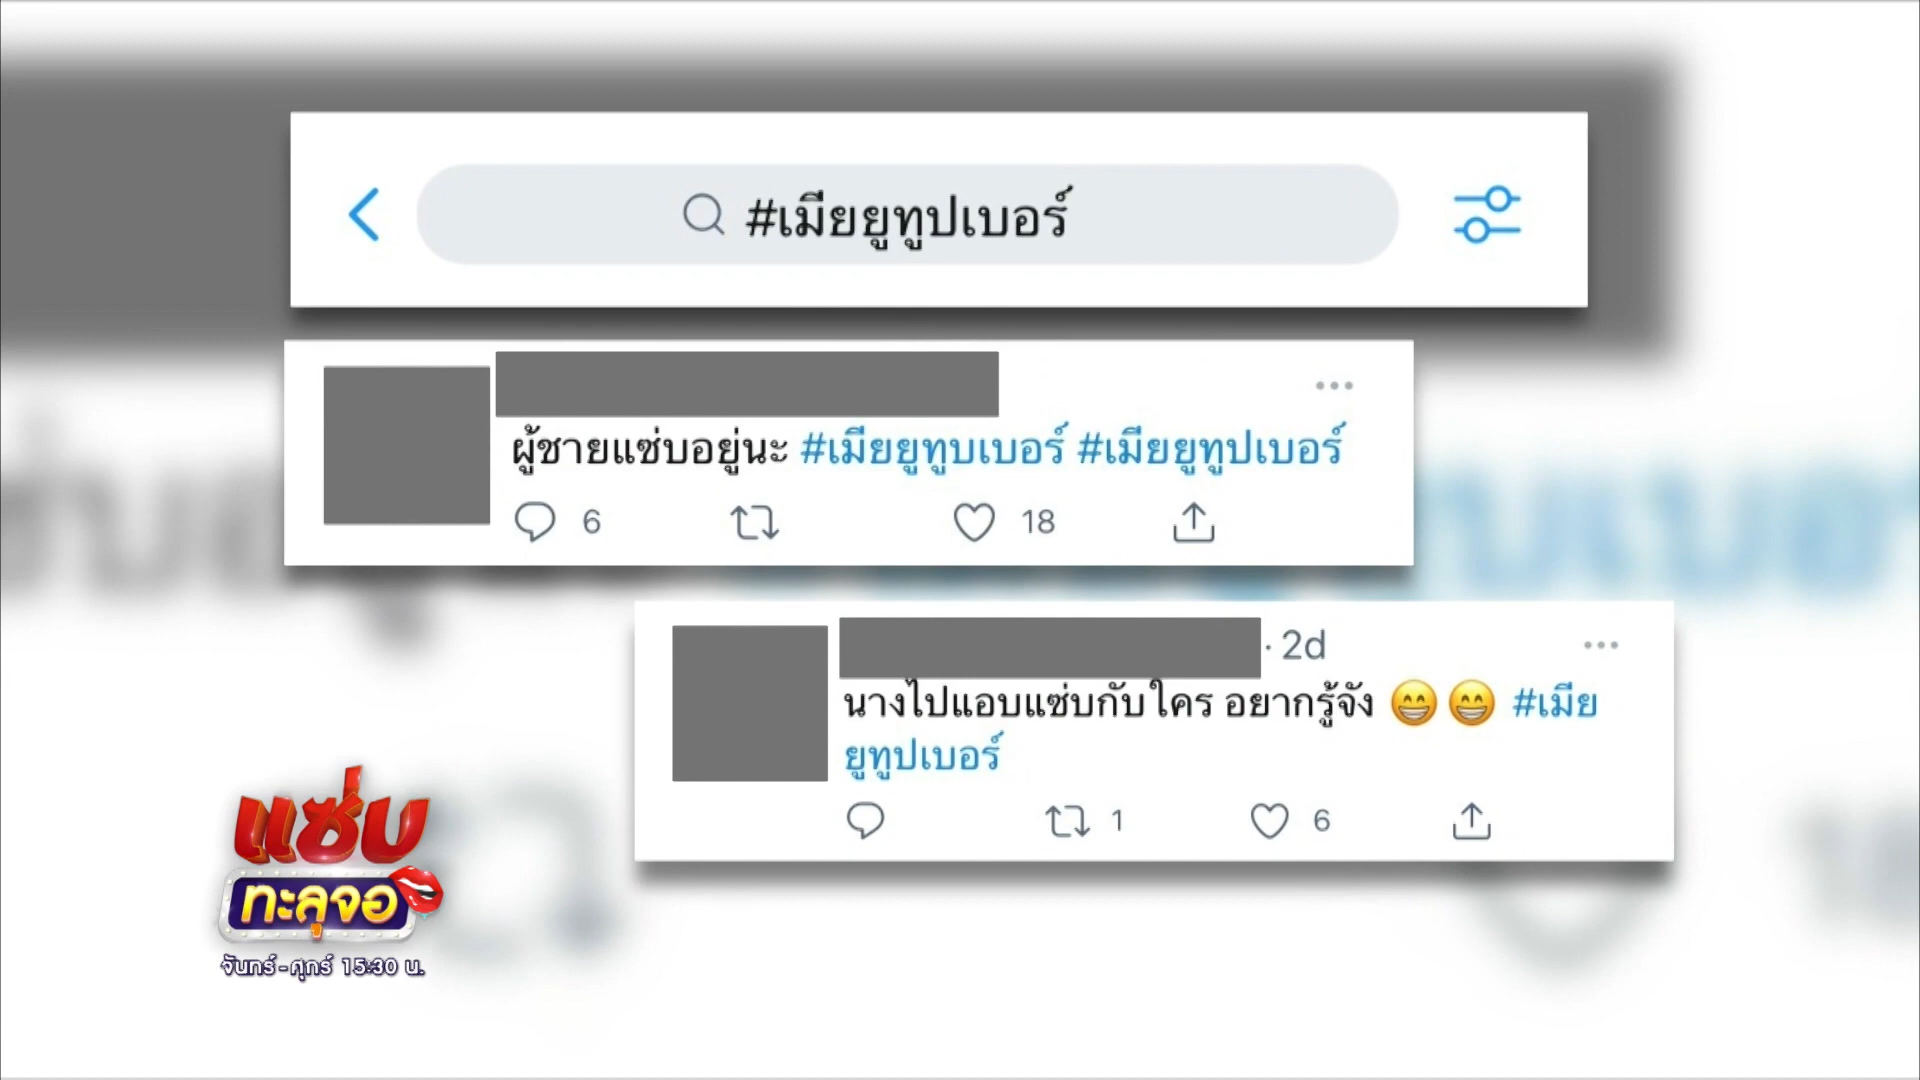 #เมียยูทูปเบอร์
ผู้ชายแซ่บอยู่นะ #เมียยูทูบเบอร์ #เมียยูทูปเบอร์
6 18
· 2d
นางไปแอบแซ่บกับใคร อยากรู้จัง 😁😁 #เมีย
ยูทูปเบอร์
1 6
แซ่บ
ทะลุจอ
จันทร์-ศุกร์ 15:30 น.